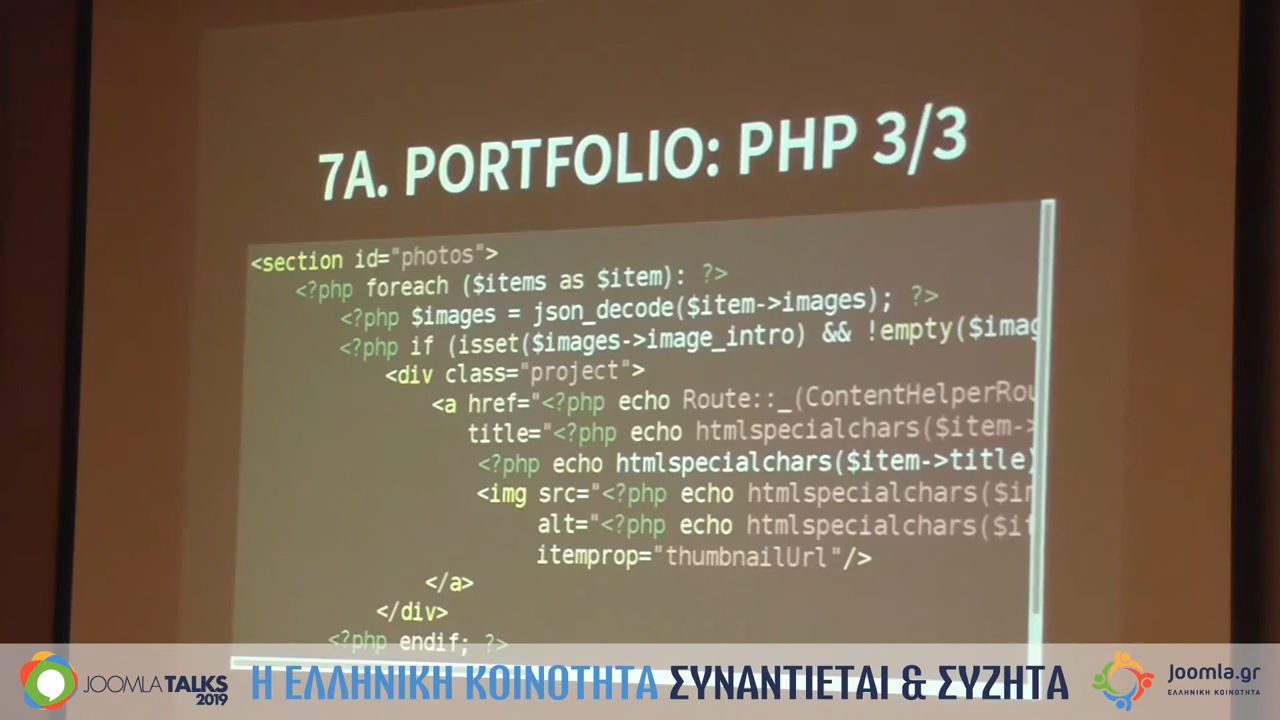 7A. PORTFOLIO: PHP 3/3
<section id="photos">
<?php foreach ($items as $item): ?>
<?php $images = json_decode($item->images); ?>
<?php if (isset($images->image_intro) && !empty($imag
<div class="project">
<a href="<?php echo Route::_(ContentHelperRou
title="<?php echo htmlspecialchars($item->
<?php echo htmlspecialchars($item->title)
<img src="<?php echo htmlspecialchars($im
alt="<?php echo htmlspecialchars($it
itemprop="thumbnailUrl"/>
</a>
</div>
<?php endif; ?>
JOOMLA TALKS 2019
Η ΕΛΛΗΝΙΚΗ ΚΟΙΝΟΤΗΤΑ ΣΥΝΑΝΤΙΕΤΑΙ & ΣΥΖΗΤΑ
Joomla.gr
ΕΛΛΗΝΙΚΗ ΚΟΙΝΟΤΗΤΑ